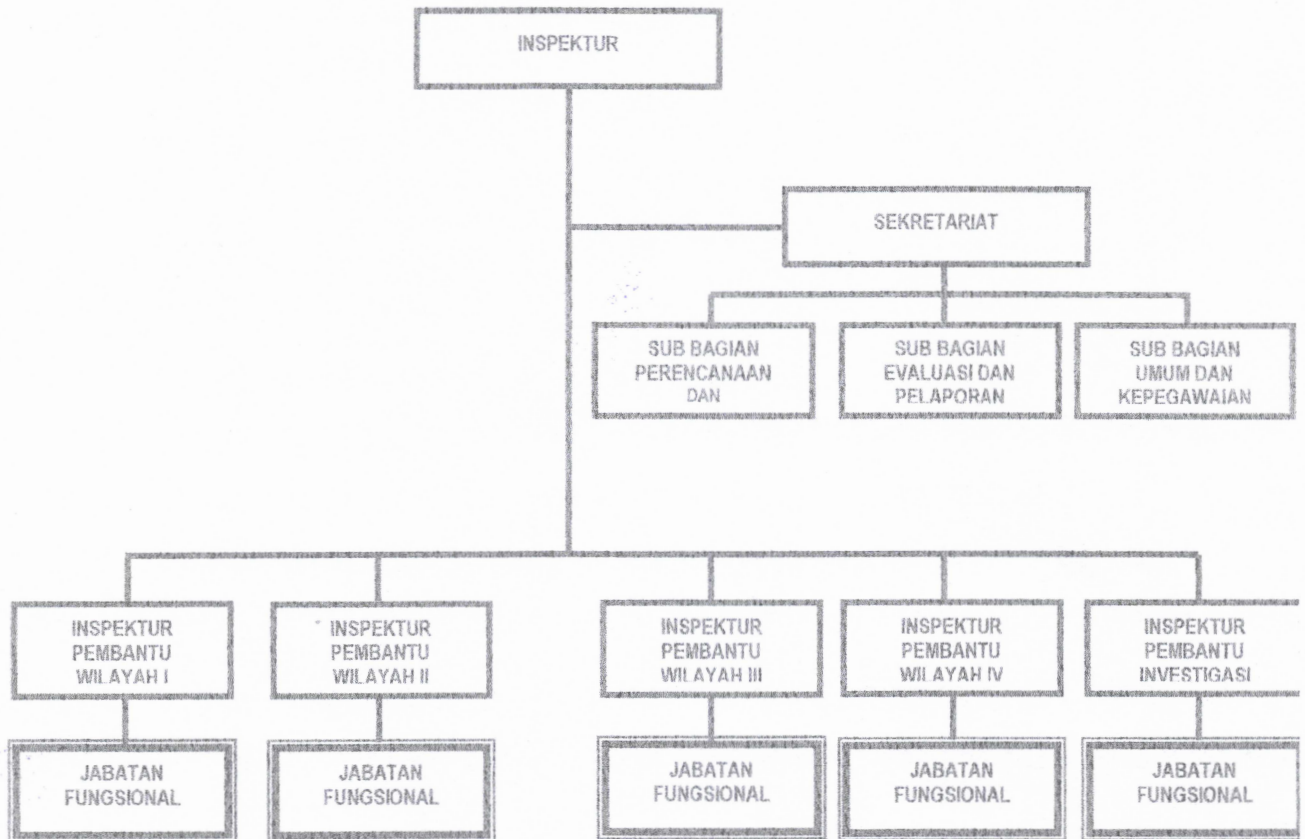 INSPEKTUR
SEKRETARIAT
SUB BAGIAN
PERENCANAAN
DAN
SUB BAGIAN
EVALUASI DAN
PELAPORAN
SUB BAGIAN
UMUM DAN
KEPEGAWAIAN
INSPEKTUR
PEMBANTU
WILAYAH I
INSPEKTUR
PEMBANTU
WILAYAH II
INSPEKTUR
PEMBANTU
WILAYAH III
INSPEKTUR
PEMBANTU
WILAYAH IV
INSPEKTUR
PEMBANTU
INVESTIGASI
JABATAN
FUNGSIONAL
JABATAN
FUNGSIONAL
JABATAN
FUNGSIONAL
JABATAN
FUNGSIONAL
JABATAN
FUNGSIONAL